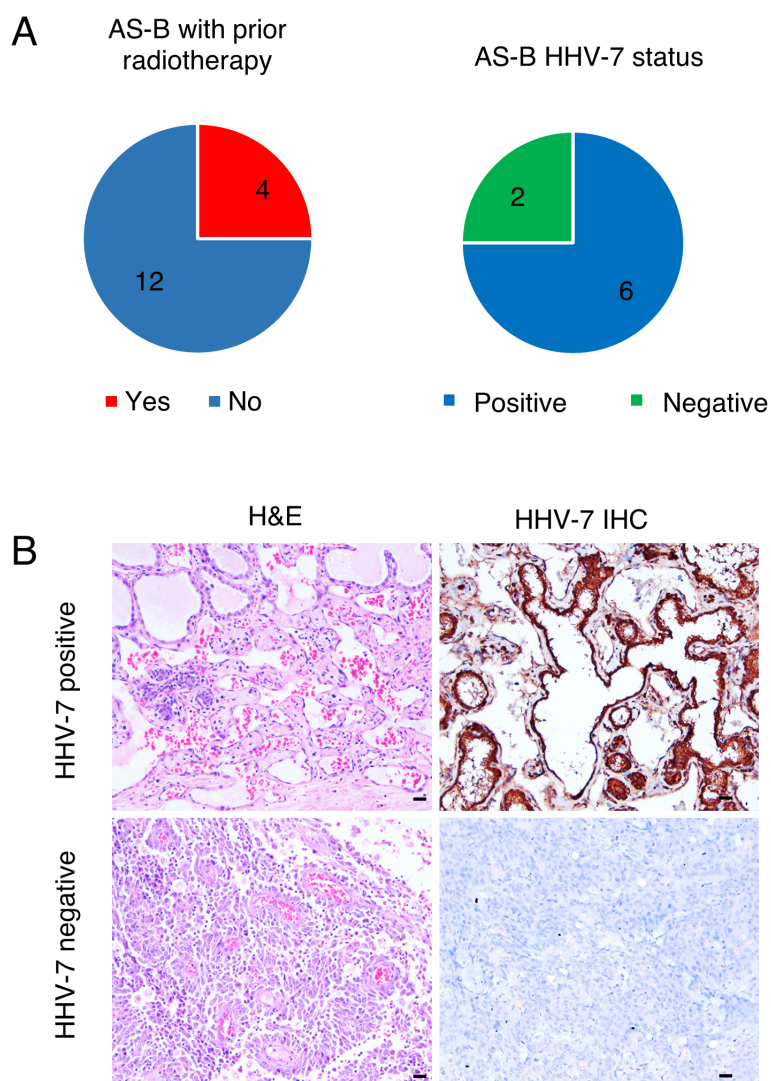 A
AS-B with prior
radiotherapy
AS-B HHV-7 status
4
12
2
6
Yes No
Positive Negative
B
H&E
HHV-7 IHC
HHV-7 positive
HHV-7 negative